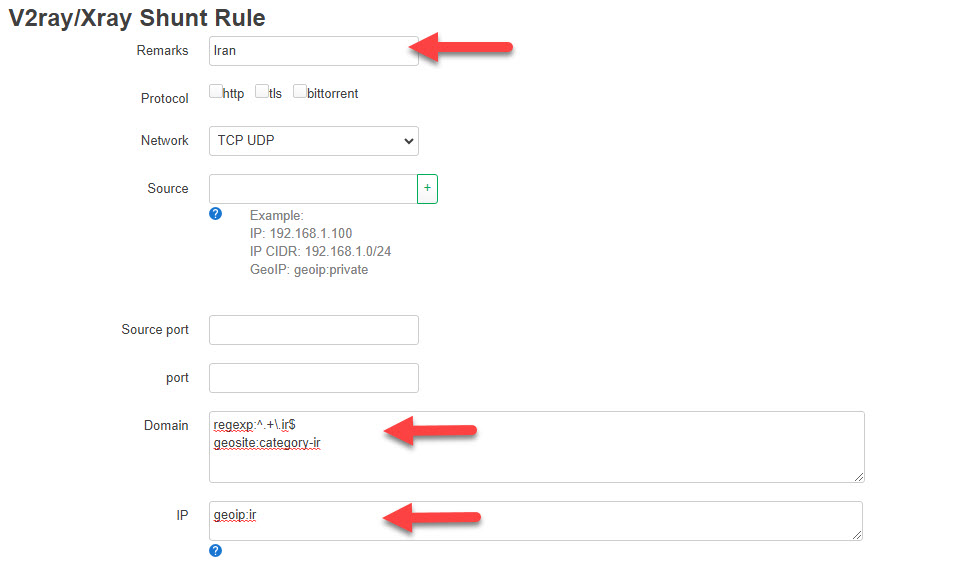 V2ray/Xray Shunt Rule
Remarks Iran
Protocol http tls bittorrent
Network TCP UDP
Source +
? Example:
IP: 192.168.1.100
IP CIDR: 192.168.1.0/24
GeoIP: geoip:private
Source port
port
Domain regexp:^.+\.ir$
geosite:category-ir
IP geoip:ir
?